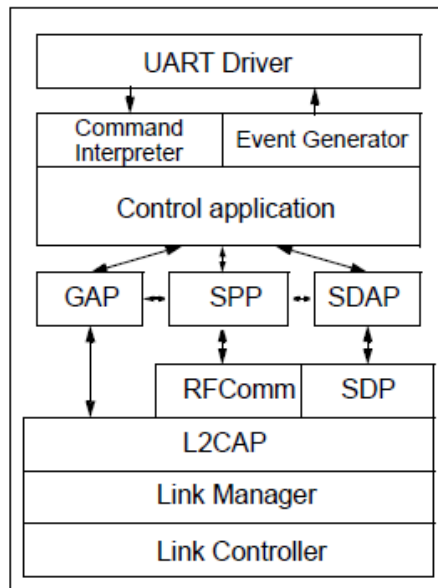 UART Driver
Command
Interpreter
Event Generator
Control application
GAP
SPP
SDAP
RFComm
SDP
L2CAP
Link Manager
Link Controller